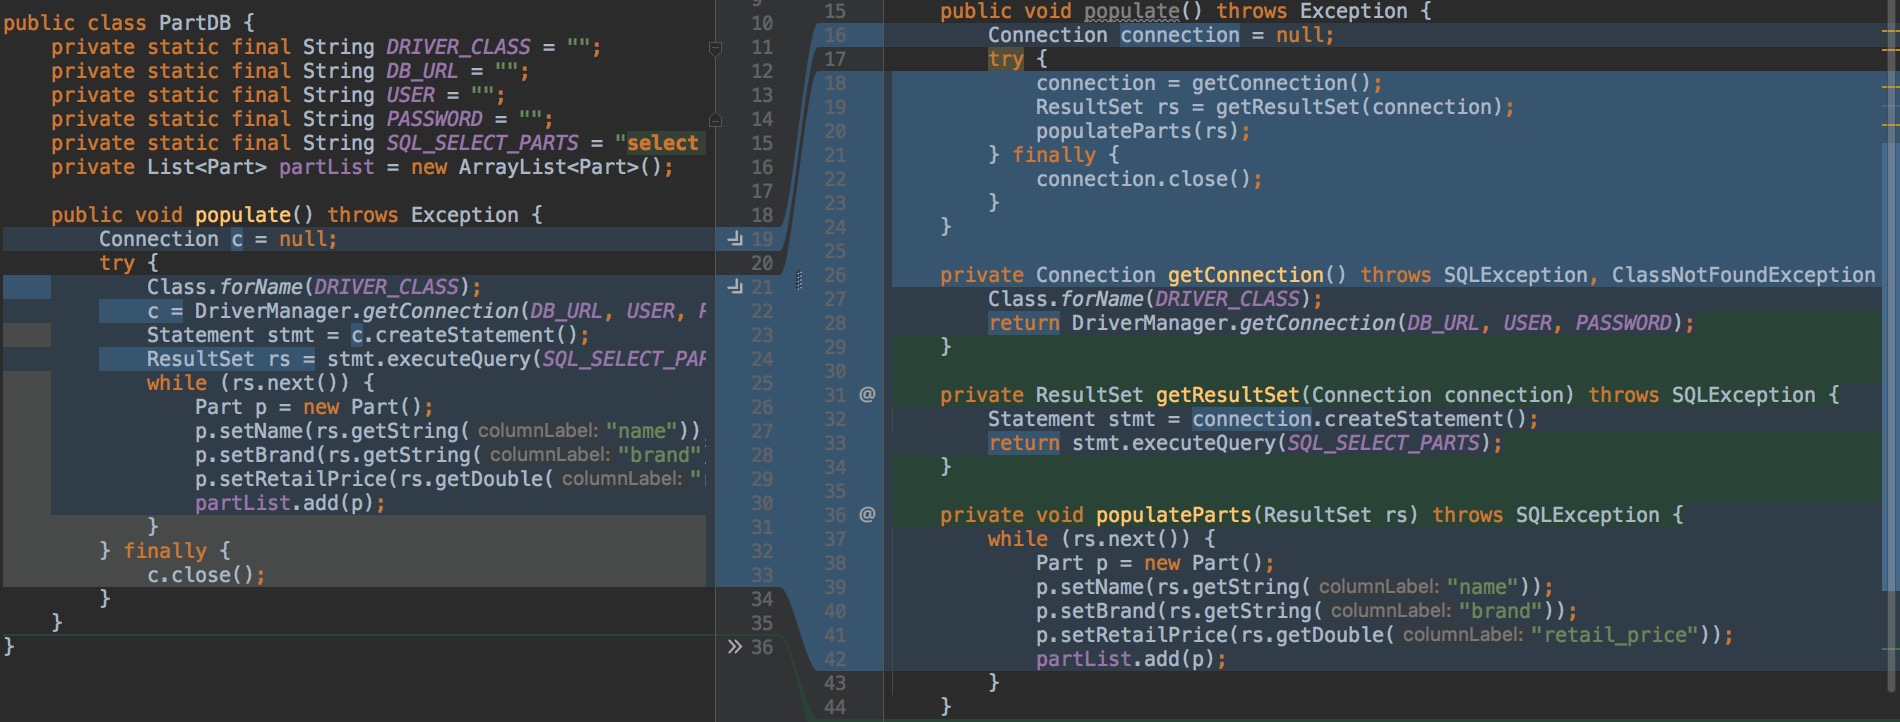 public class PartDB {
private static final String DRIVER_CLASS = "";
private static final String DB_URL = "";
private static final String USER = "";
private static final String PASSWORD = "";
private static final String SQL_SELECT_PARTS = "select
private List<Part> partList = new ArrayList<Part>();
public void populate() throws Exception {
Connection c = null;
try {
Class.forName(DRIVER_CLASS);
c = DriverManager.getConnection(DB_URL, USER,
Statement stmt = c.createStatement();
ResultSet rs = stmt.executeQuery(SQL_SELECT_PAR
while (rs.next()) {
Part p = new Part();
p.setName(rs.getString( columnLabel: "name"))
p.setBrand(rs.getString( columnLabel: "brand"
p.setRetailPrice(rs.getDouble( columnLabel: "
partList.add(p);
}
} finally {
c.close();
}
}
}
10
11
12
13
14
15
16
17
18
19
20
21
22
23
24
25
26
27
28
29
30
31
32
33
34
35
36
15 public void populate() throws Exception {
16 Connection connection = null;
17 try {
18 connection = getConnection();
19 ResultSet rs = getResultSet(connection);
20 populateParts(rs);
21 } finally {
22 connection.close();
23 }
24 }
25
26 private Connection getConnection() throws SQLException, ClassNotFoundException
27 Class.forName(DRIVER_CLASS);
28 return DriverManager.getConnection(DB_URL, USER, PASSWORD);
29 }
30
31 @ private ResultSet getResultSet(Connection connection) throws SQLException {
32 Statement stmt = connection.createStatement();
33 return stmt.executeQuery(SQL_SELECT_PARTS);
34 }
35
36 @ private void populateParts(ResultSet rs) throws SQLException {
37 while (rs.next()) {
38 Part p = new Part();
39 p.setName(rs.getString( columnLabel: "name"));
40 p.setBrand(rs.getString( columnLabel: "brand"));
41 p.setRetailPrice(rs.getDouble( columnLabel: "retail_price"));
42 partList.add(p);
43 }
44 }